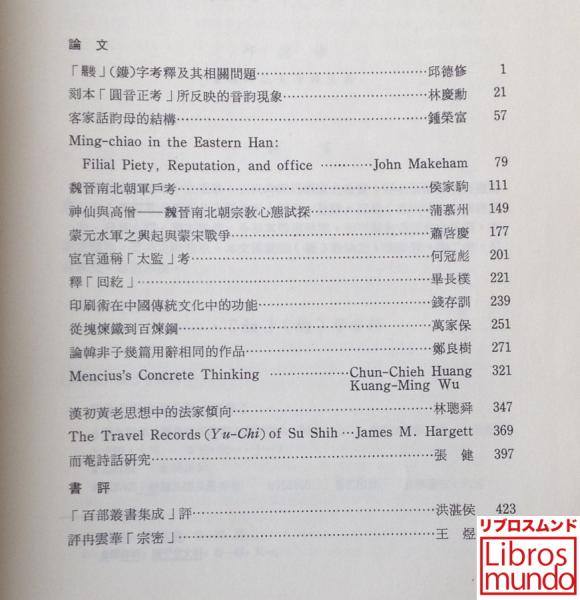 論文
「騣」(鏤)字考釋及其相關問題…………………………邱德修 1
刻本「圓音正考」所反映的音韵現象…………………………林慶勳 21
客家話韵母的結構…………………………鍾榮富 57
Ming-chiao in the Eastern Han:
Filial Piety, Reputation, and office …………John Makeham 79
魏晉南北朝軍戶考…………………………侯家駒 111
神仙與高僧——魏晉南北朝宗教心態試探…………………………蒲慕州 149
蒙元水軍之興起與蒙宋戰爭…………………………蕭啓慶 177
宦官通稱「太監」考…………………………何冠彪 201
釋「回紇」…………………………畢長樸 221
印刷術在中國傳統文化中的功能…………………………錢存訓 239
從塊煉鐵到百煉鋼…………………………萬家保 251
論韓非子幾篇用辭相同的作品…………………………鄭良樹 271
Mencius's Concrete Thinking …………………Chun-Chieh Huang 321
Kuang-Ming Wu
漢初黃老思想中的法家傾向…………………………林聰舜 347
The Travel Records (Yu-Chi) of Su Shih …James M. Hargett 369
而菴詩話研究…………………………張健 397
書評
「百部叢書集成」評…………………………洪湛侯 423
評冉雲華「宗密」…………………………王煜
リブロスムンド
Libros
mundo